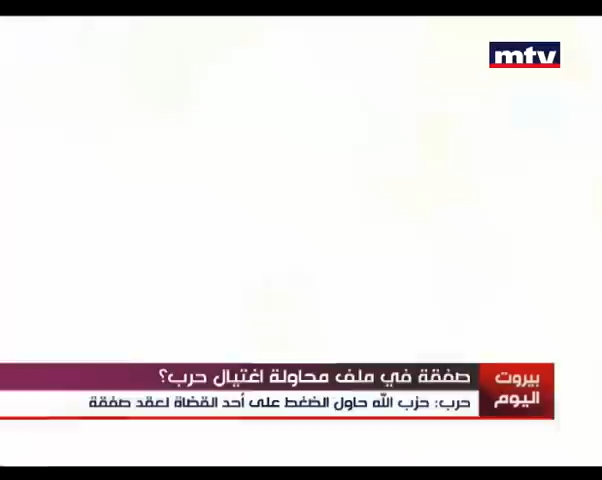 mtv
بيروت
اليوم
صفقة في ملف محاولة اغتيال حرب؟
حرب: حزب الله حاول الضغط على أحد القضاة لعقد صفقة